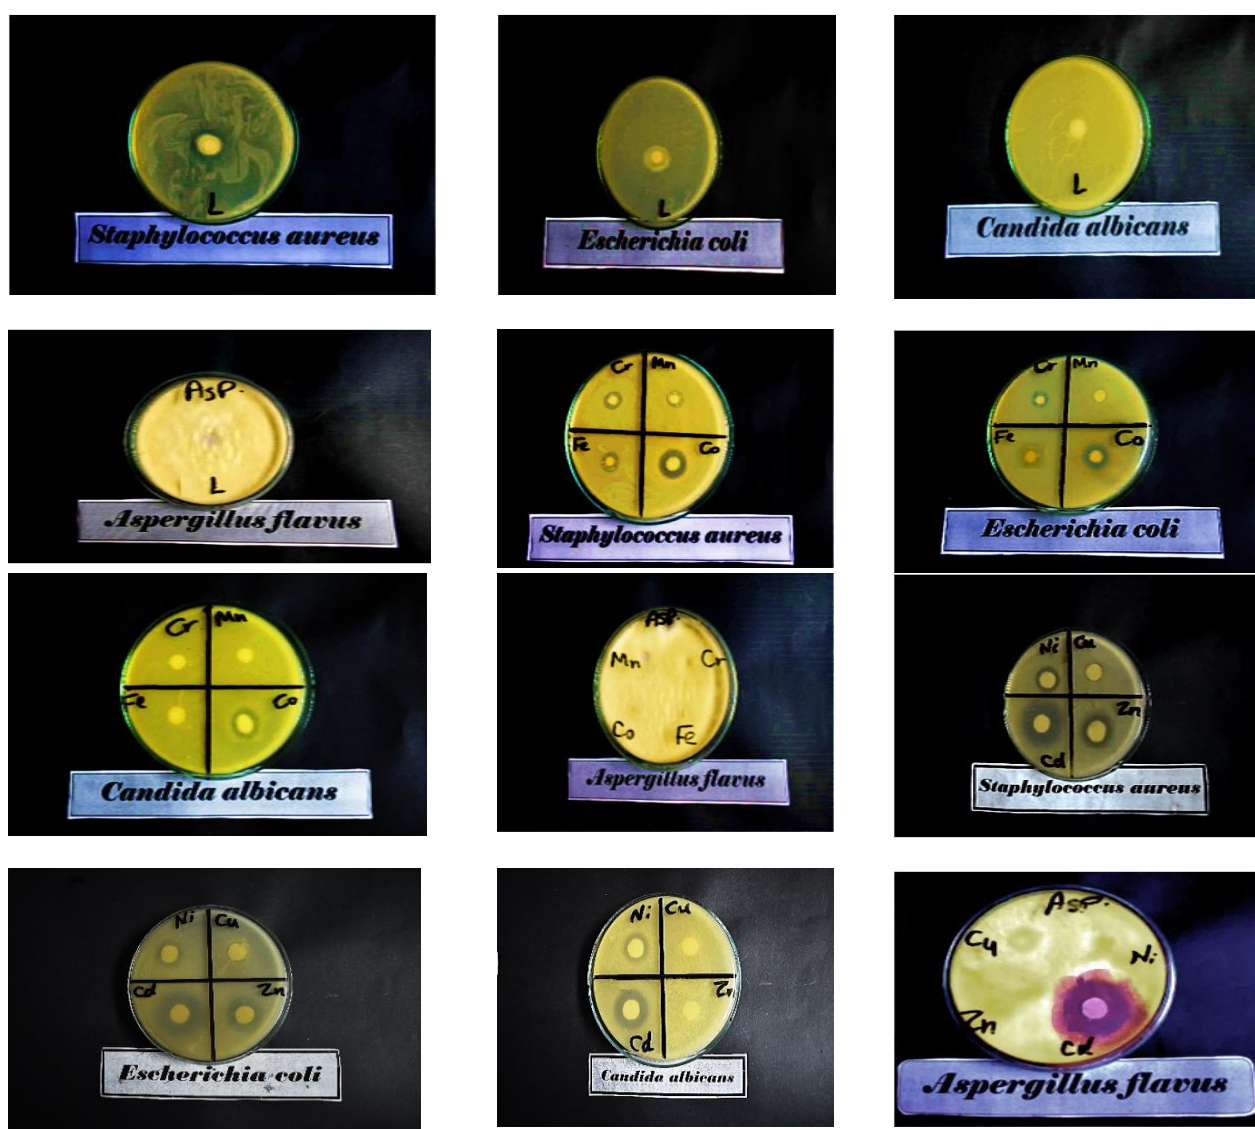 L
Staphylococcus aureus
L
Escherichia coli
L
Candida albicans
Asp.
L
Aspergillus flavus
Cr Mn
Fe Co
Staphylococcus aureus
Cr Mn
Fe Co
Escherichia coli
Cr Mn
Fe Co
Candida albicans
Asp.
Mn Cr
Co Fe
Aspergillus flavus
Ni Cu
Zn
Cd
Staphylococcus aureus
Ni Cu
Cd Zn
Escherichia coli
Ni Cu
Zn
Cd
Candida albicans
Asp.
Cu Ni
Zn
Cd
Aspergillus flavus